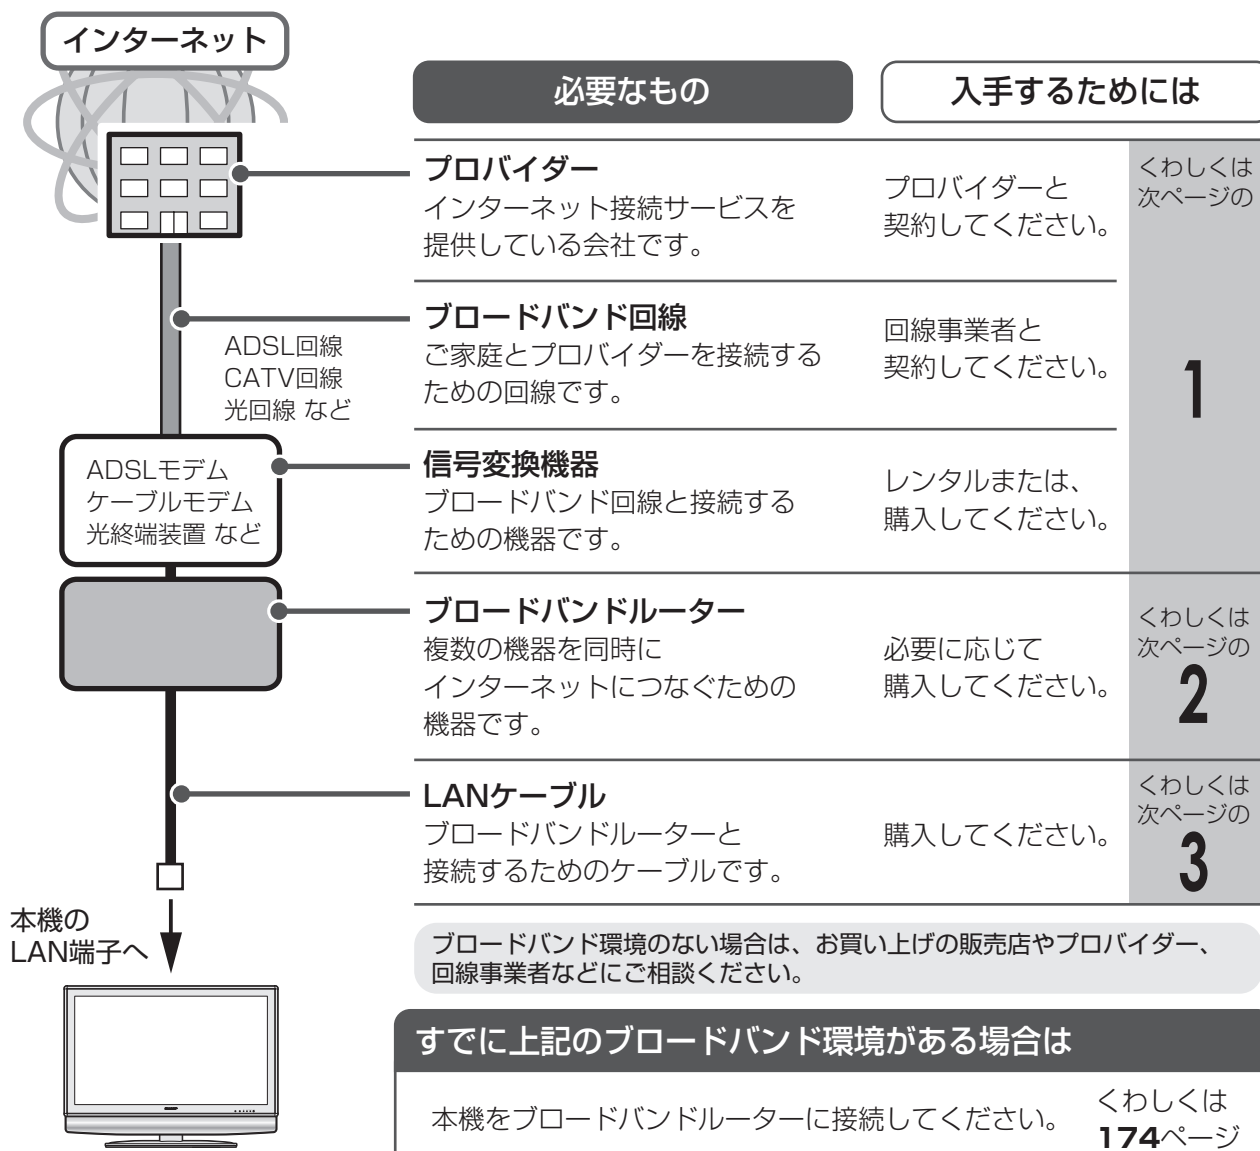 インターネット
必要なもの
入手するためには
プロバイダー
インターネット接続サービスを
提供している会社です。
プロバイダーと
契約してください。
くわしくは
次ページの
1
ブロードバンド回線
ご家庭とプロバイダーを接続する
ための回線です。
回線事業者と
契約してください。
ADSL回線
CATV回線
光回線 など
信号変換機器
ブロードバンド回線と接続する
ための機器です。
レンタルまたは、
購入してください。
ADSLモデム
ケーブルモデム
光終端装置 など
ブロードバンドルーター
複数の機器を同時に
インターネットにつなぐための
機器です。
必要に応じて
購入してください。
くわしくは
次ページの
2
LANケーブル
ブロードバンドルーターと
接続するためのケーブルです。
購入してください。
くわしくは
次ページの
3
本機の
LAN端子へ
ブロードバンド環境のない場合は、お買い上げの販売店やプロバイダー、
回線事業者などにご相談ください。
すでに上記のブロードバンド環境がある場合は
本機をブロードバンドルーターに接続してください。
くわしくは
174ページ